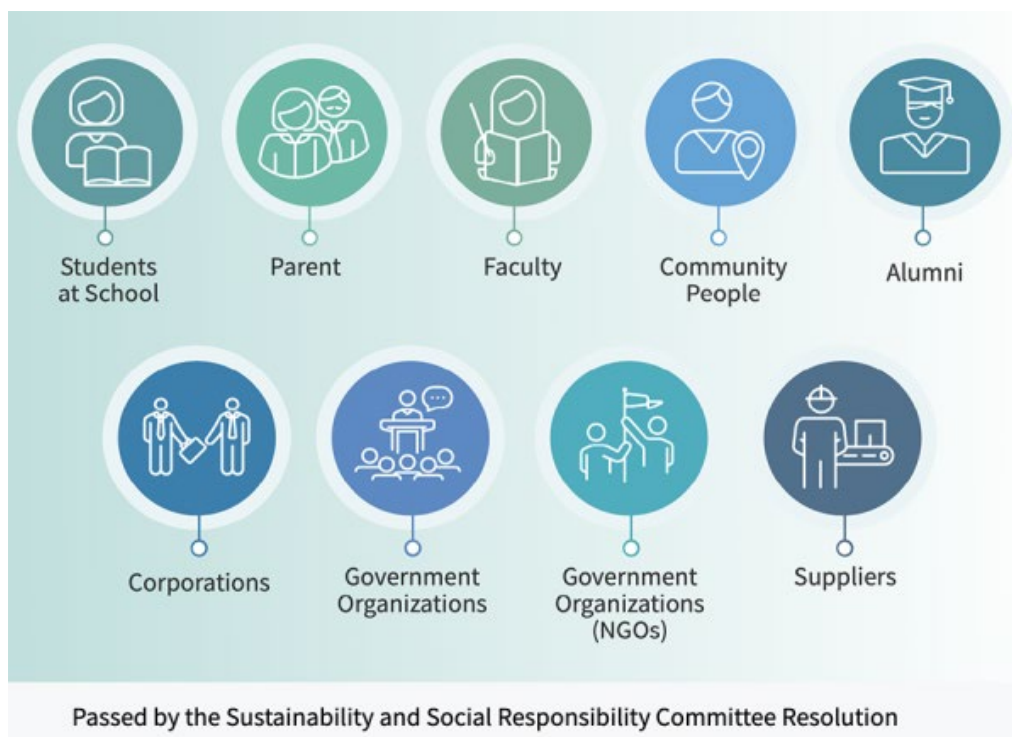 Students
at School
Parent
Faculty
Community
People
Alumni
Corporations
Government
Organizations
Government
Organizations
(NGOs)
Suppliers
Passed by the Sustainability and Social Responsibility Committee Resolution